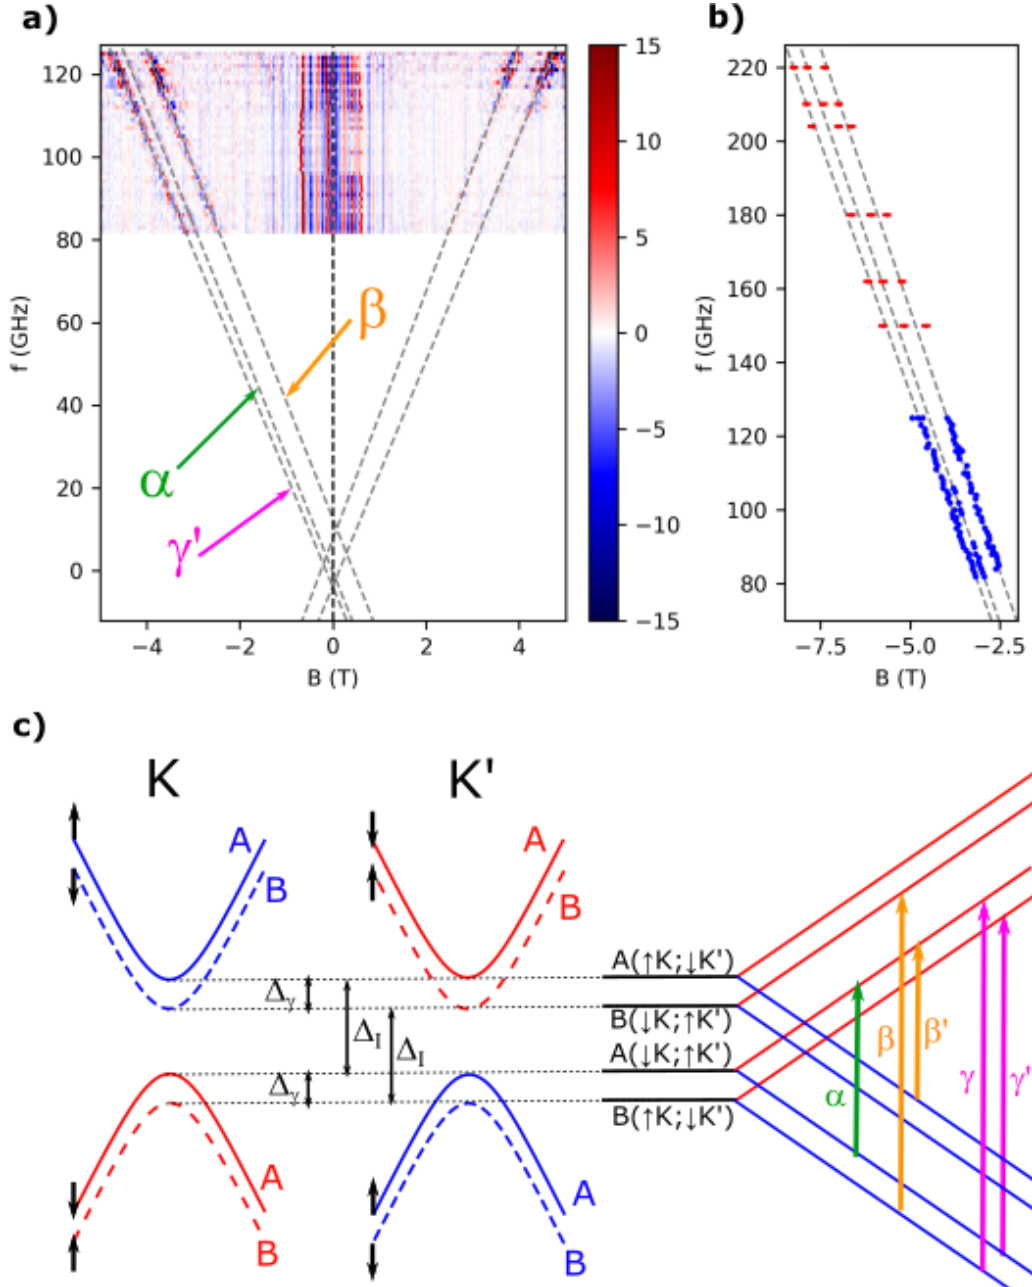 a)
120
100
80
60
40
20
0
f (GHz)
−4
−2
0
2
4
B (T)
α
β
γ'
15
10
5
0
−5
−10
−15
b)
220
200
180
160
140
120
100
80
f (GHz)
−7.5
−5.0
−2.5
B (T)
c)
K
K'
A
B
A
B
A
B
A
B
Δγ
ΔI
ΔI
Δγ
A(↑K;↓K')
B(↓K;↑K')
A(↓K;↑K')
B(↑K;↓K')
α
β
β'
γ
γ'